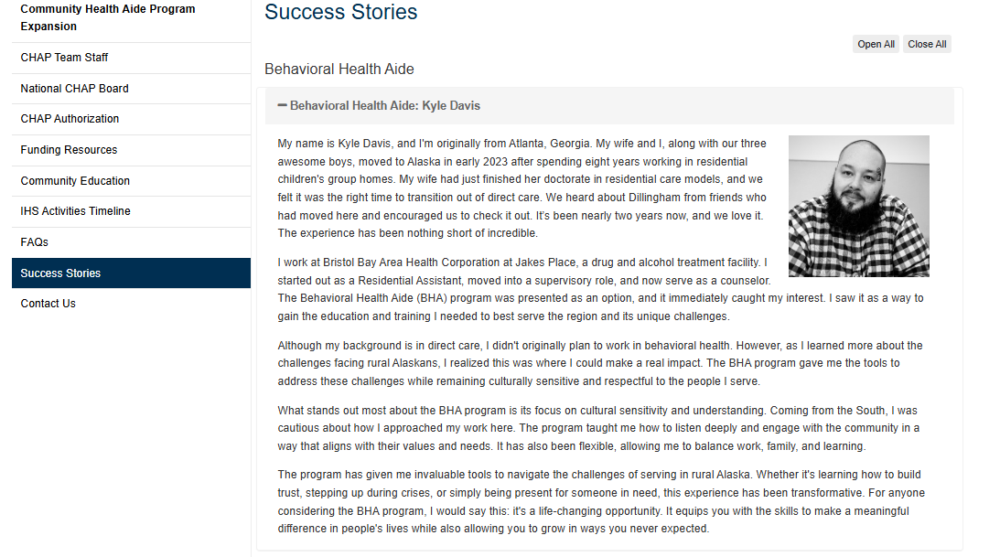 Community Health Aide Program
Expansion
CHAP Team Staff
National CHAP Board
CHAP Authorization
Funding Resources
Community Education
IHS Activities Timeline
FAQs
Success Stories
Contact Us
Success Stories
Open All
Close All
Behavioral Health Aide
Behavioral Health Aide: Kyle Davis
My name is Kyle Davis, and I'm originally from Atlanta, Georgia. My wife and I, along with our three
awesome boys, moved to Alaska in early 2023 after spending eight years working in residential
children's group homes. My wife had just finished her doctorate in residential care models, and we
felt it was the right time to transition out of direct care. We heard about Dillingham from friends who
had moved here and encouraged us to check it out. It's been nearly two years now, and we love it.
The experience has been nothing short of incredible.
I work at Bristol Bay Area Health Corporation at Jakes Place, a drug and alcohol treatment facility. I
started out as a Residential Assistant, moved into a supervisory role, and now serve as a counselor.
The Behavioral Health Aide (BHA) program was presented as an option, and it immediately caught my interest. I saw it as a way to
gain the education and training I needed to best serve the region and its unique challenges.
Although my background is in direct care, I didn't originally plan to work in behavioral health. However, as I learned more about the
challenges facing rural Alaskans, I realized this was where I could make a real impact. The BHA program gave me the tools to
address these challenges while remaining culturally sensitive and respectful to the people I serve.
What stands out most about the BHA program is its focus on cultural sensitivity and understanding. Coming from the South, I was
cautious about how I approached my work here. The program taught me how to listen deeply and engage with the community in a
way that aligns with their values and needs. It has also been flexible, allowing me to balance work, family, and learning.
The program has given me invaluable tools to navigate the challenges of serving in rural Alaska. Whether it's learning how to build
trust, stepping up during crises, or simply being present for someone in need, this experience has been transformative. For anyone
considering the BHA program, I would say this: it's a life-changing opportunity. It equips you with the skills to make a meaningful
difference in people's lives while also allowing you to grow in ways you never expected.